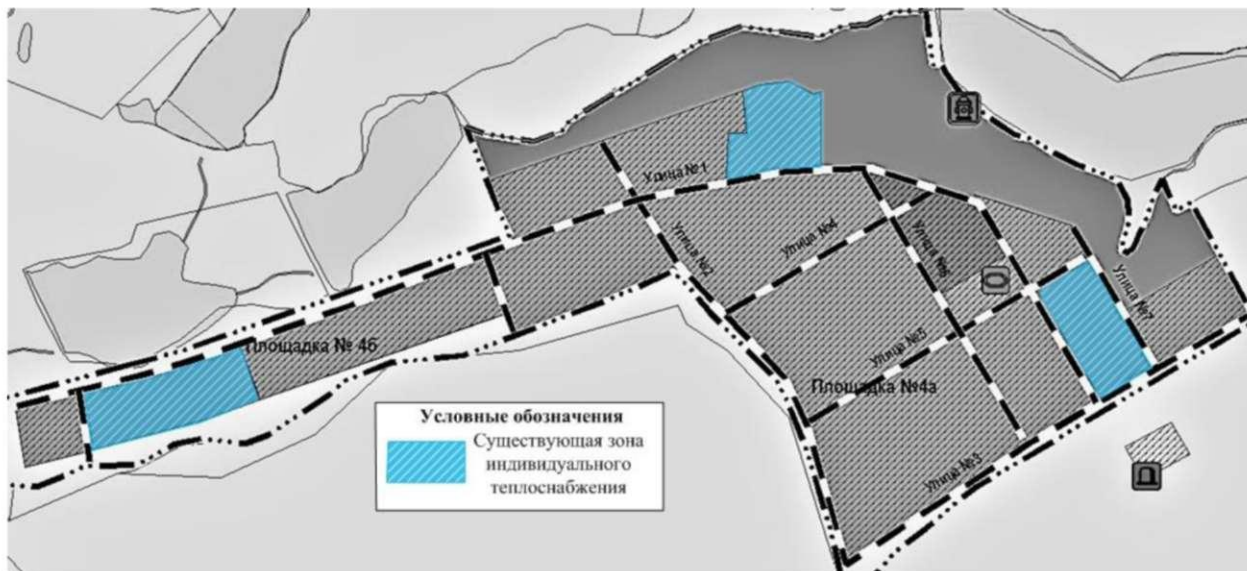 Улица №1
Улица №4
Улица №2
Улица №6
Улица №7
Площадка № 4б
Улица №5
Площадка №4а
Улица №3
Условные обозначения
Существующая зона
индивидуального
теплоснабжения